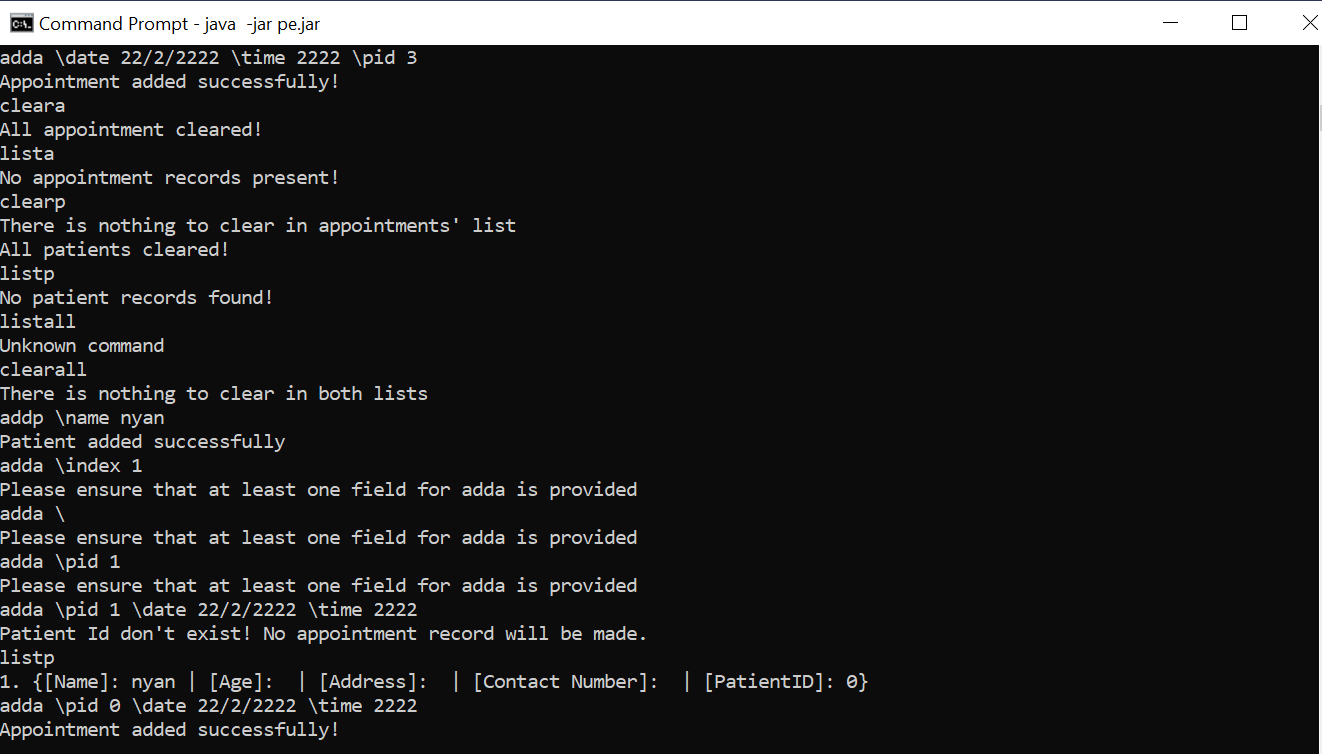 Command Prompt - java  -jar pe.jar
adda \date 22/2/2222 \time 2222 \pid 3
Appointment added successfully!
cleara
All appointment cleared!
lista
No appointment records present!
clearp
There is nothing to clear in appointments' list
All patients cleared!
listp
No patient records found!
listall
Unknown command
clearall
There is nothing to clear in both lists
addp \name nyan
Patient added successfully
adda \index 1
Please ensure that at least one field for adda is provided
adda \
Please ensure that at least one field for adda is provided
adda \pid 1
Please ensure that at least one field for adda is provided
adda \pid 1 \date 22/2/2222 \time 2222
Patient Id don't exist! No appointment record will be made.
listp
1. {[Name]: nyan | [Age]:  | [Address]:  | [Contact Number]:  | [PatientID]: 0}
adda \pid 0 \date 22/2/2222 \time 2222
Appointment added successfully!